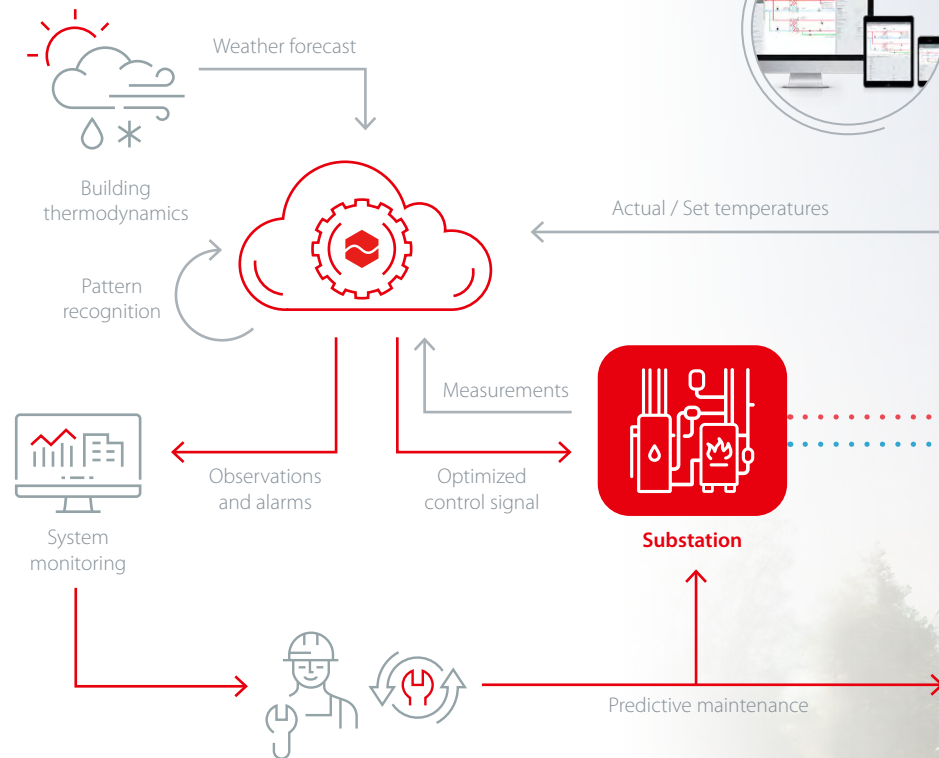 Weather forecast
Building
thermodynamics
Actual / Set temperatures
Pattern
recognition
Measurements
Observations
and alarms
Optimized
control signal
System
monitoring
Substation
Predictive maintenance